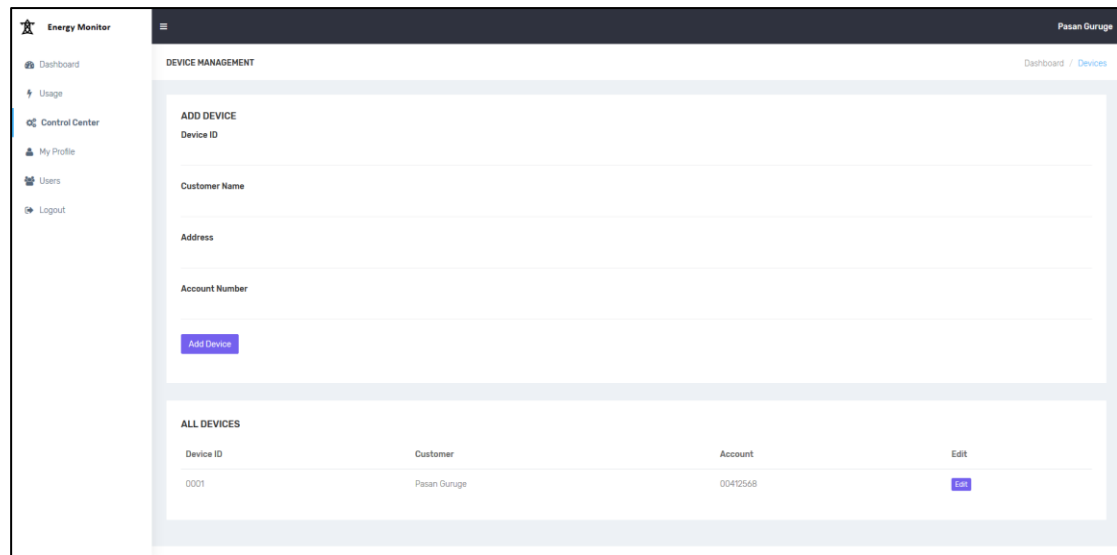 Energy Monitor
Pasan Guruge
Dashboard
Usage
Control Center
My Profile
Users
Logout
DEVICE MANAGEMENT
Dashboard / Devices
ADD DEVICE
Device ID
Customer Name
Address
Account Number
Add Device
ALL DEVICES
Device ID Customer Account Edit
0001 Pasan Guruge 00412568 Edit